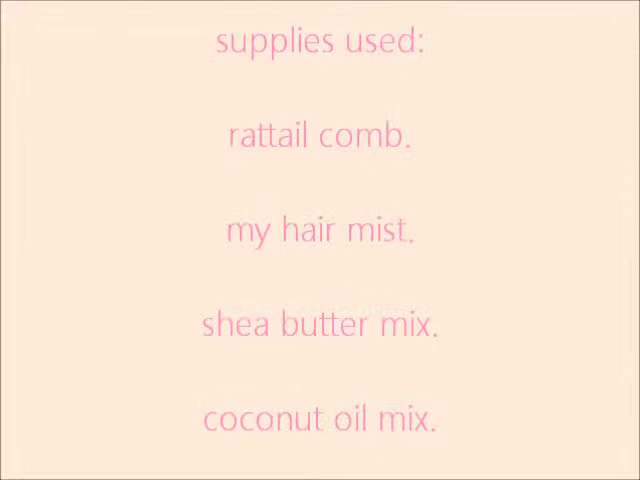 supplies used:
rattail comb.
my hair mist.
shea butter mix.
coconut oil mix.